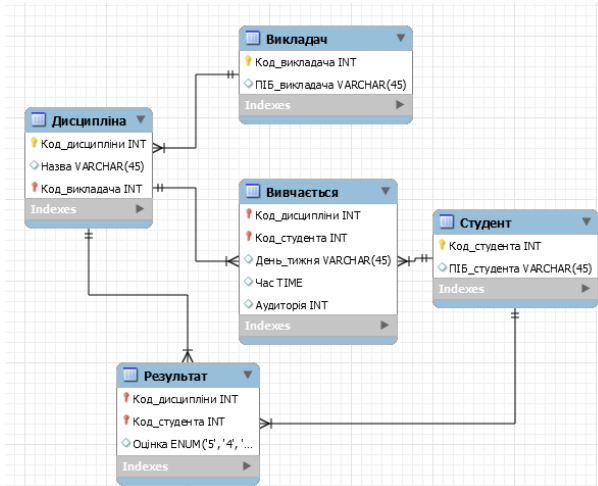 Викладач
Код_викладача INT
ПІБ_викладача VARCHAR(45)
Indexes
Дисципліна
Код_дисципліни INT
Назва VARCHAR(45)
Код_викладача INT
Indexes
Вивчається
Код_дисципліни INT
Код_студента INT
День_тижня VARCHAR(45)
Час TIME
Аудиторія INT
Indexes
Студент
Код_студента INT
ПІБ_студента VARCHAR(45)
Indexes
Результат
Код_дисципліни INT
Код_студента INT
Оцінка ENUM('5', '4', '...
Indexes